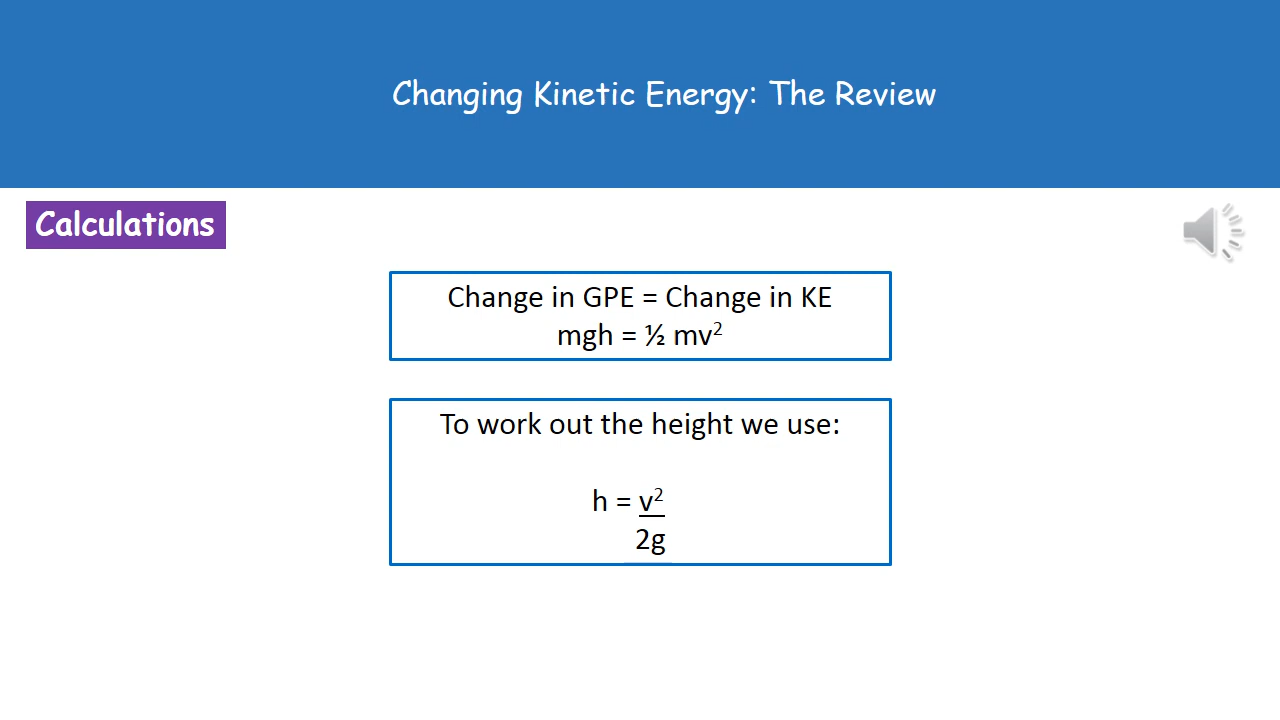 Changing Kinetic Energy: The Review
Calculations
Change in GPE = Change in KE
mgh = ½ mv²
To work out the height we use:
h = v²
2g